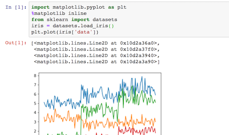 In [1]: import matplotlib.pyplot as plt
%matplotlib inline
from sklearn import datasets
iris = datasets.load_iris()
plt.plot(iris['data'])
Out[1]: [<matplotlib.lines.Line2D at 0x10d2a36a0>,
<matplotlib.lines.Line2D at 0x10d2a37f0>,
<matplotlib.lines.Line2D at 0x10d2a3940>,
<matplotlib.lines.Line2D at 0x10d2a3a90>]
8
7
6
5
4
3
2